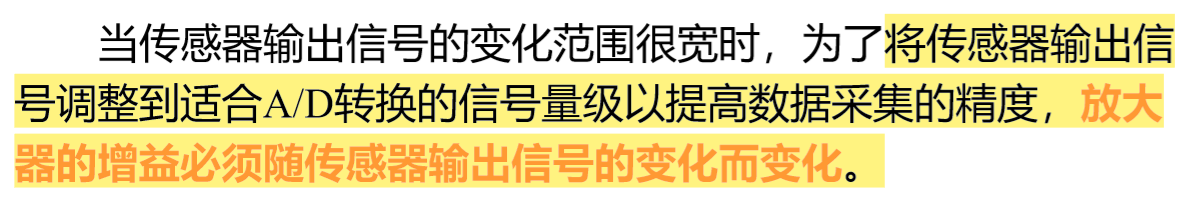 当传感器输出信号的变化范围很宽时，为了将传感器输出信
号调整到适合A/D转换的信号量级以提高数据采集的精度，放大
器的增益必须随传感器输出信号的变化而变化。